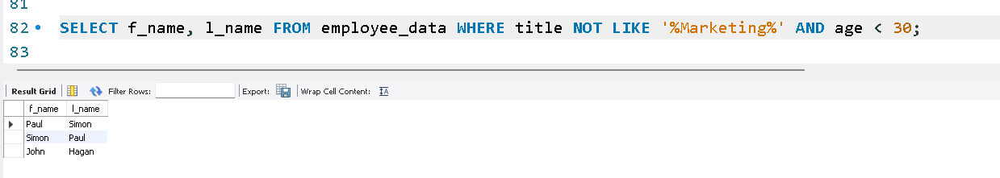 81
82 SELECT f_name, l_name FROM employee_data WHERE title NOT LIKE '%Marketing%' AND age < 30;
83
Result Grid Filter Rows: Export: Wrap Cell Content:
f_name l_name
Paul Simon
Simon Paul
John Hagan